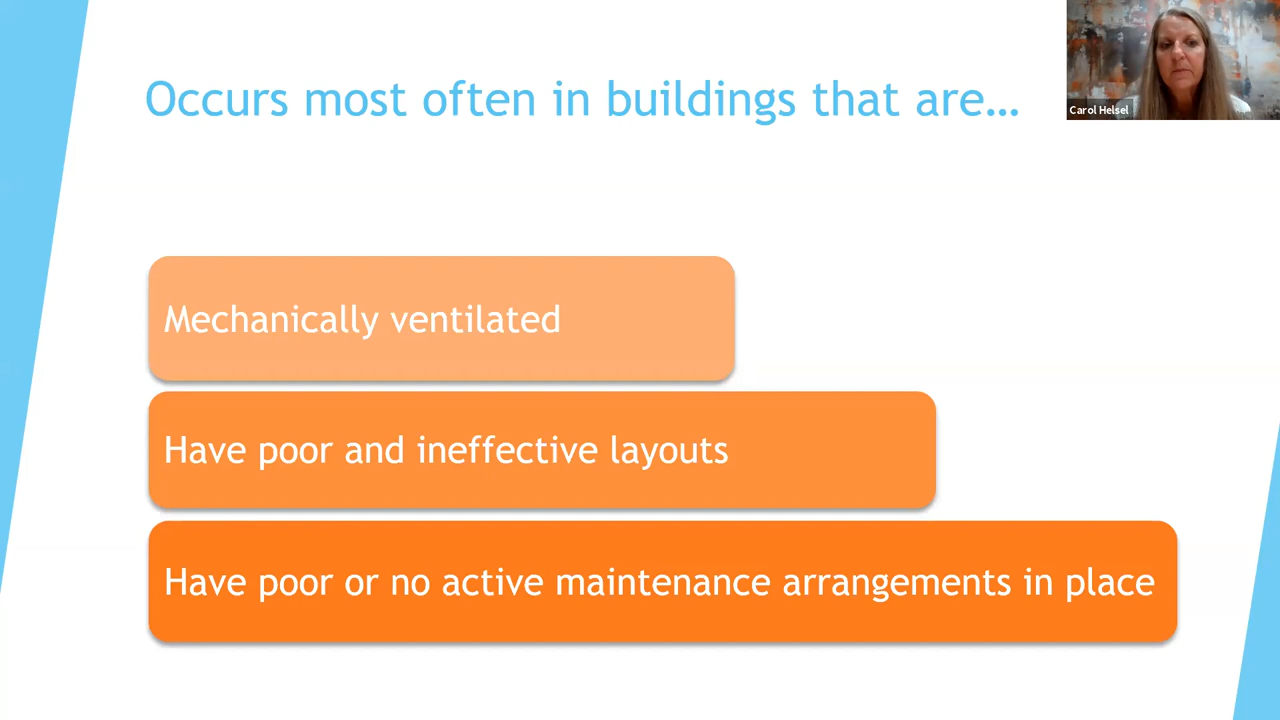 Occurs most often in buildings that are…
Carol Helsel
Mechanically ventilated
Have poor and ineffective layouts
Have poor or no active maintenance arrangements in place